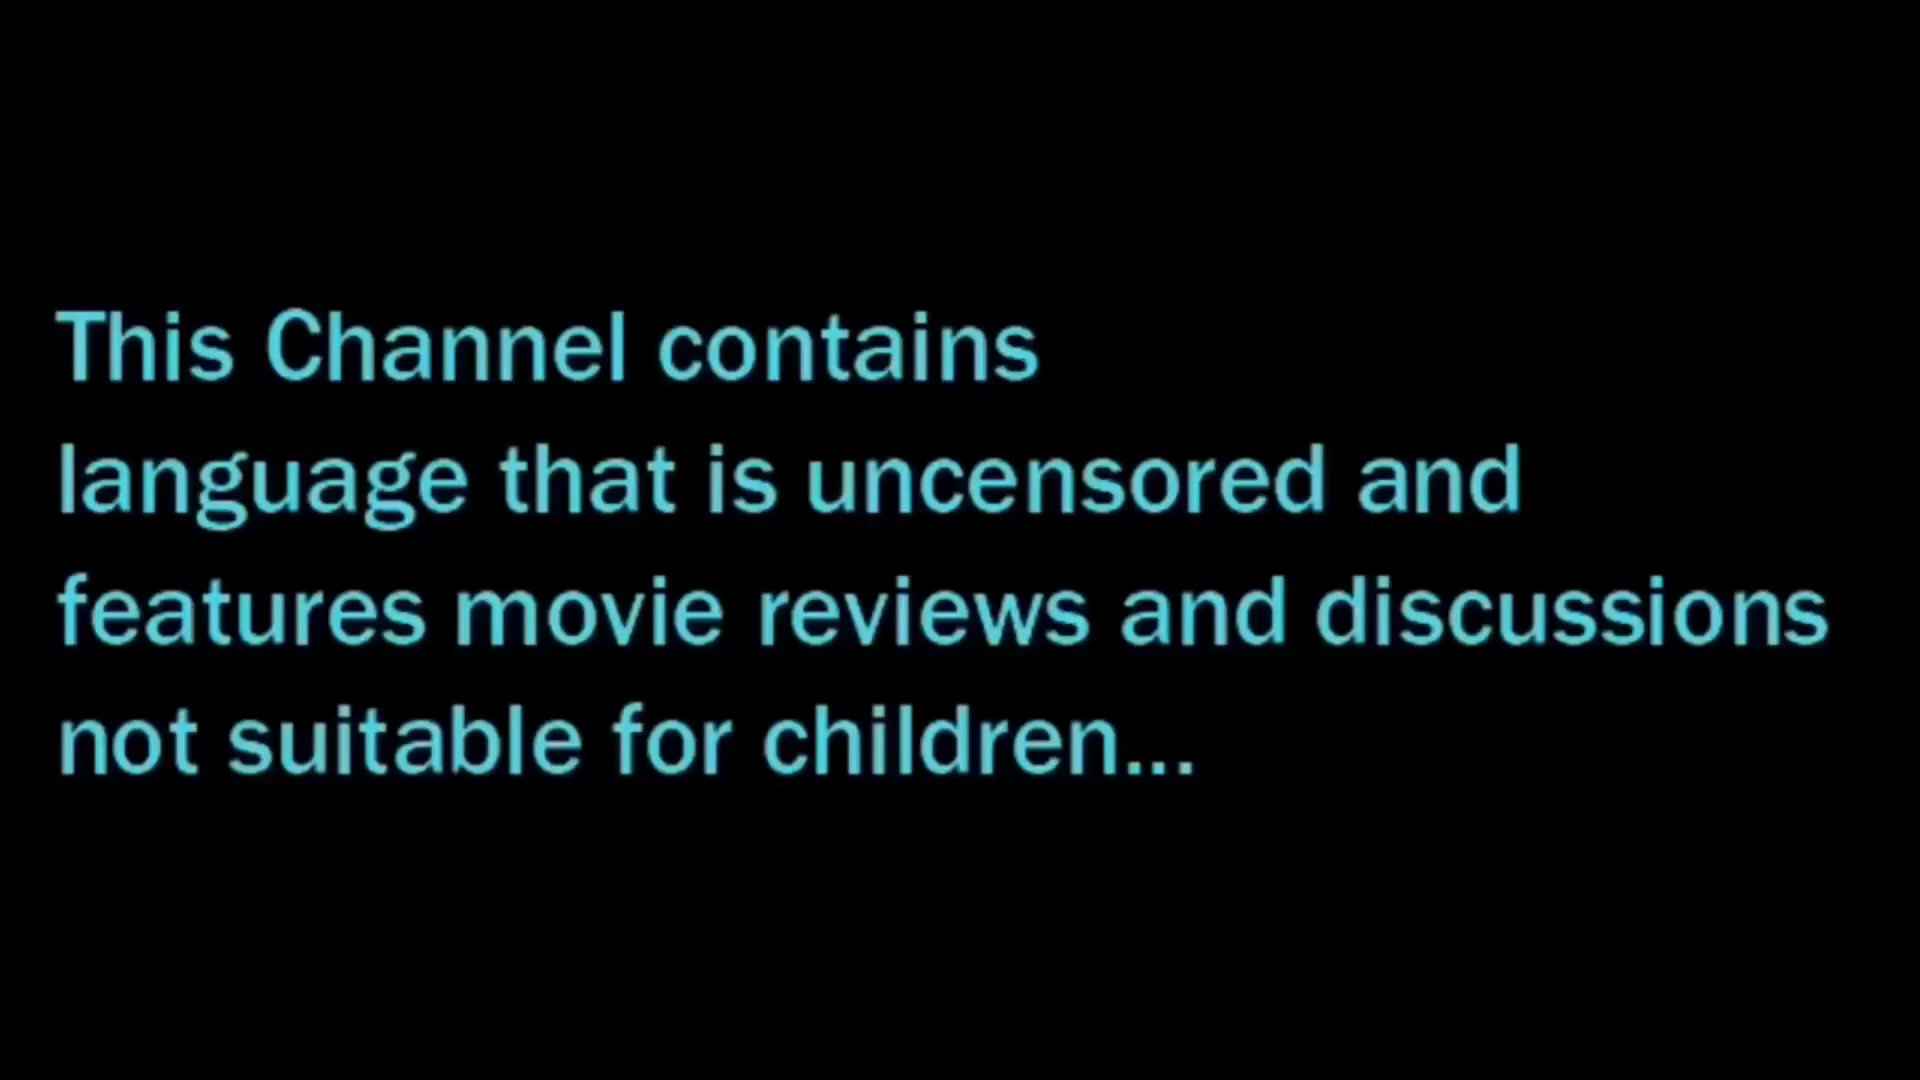 This Channel contains
language that is uncensored and
features movie reviews and discussions
not suitable for children...